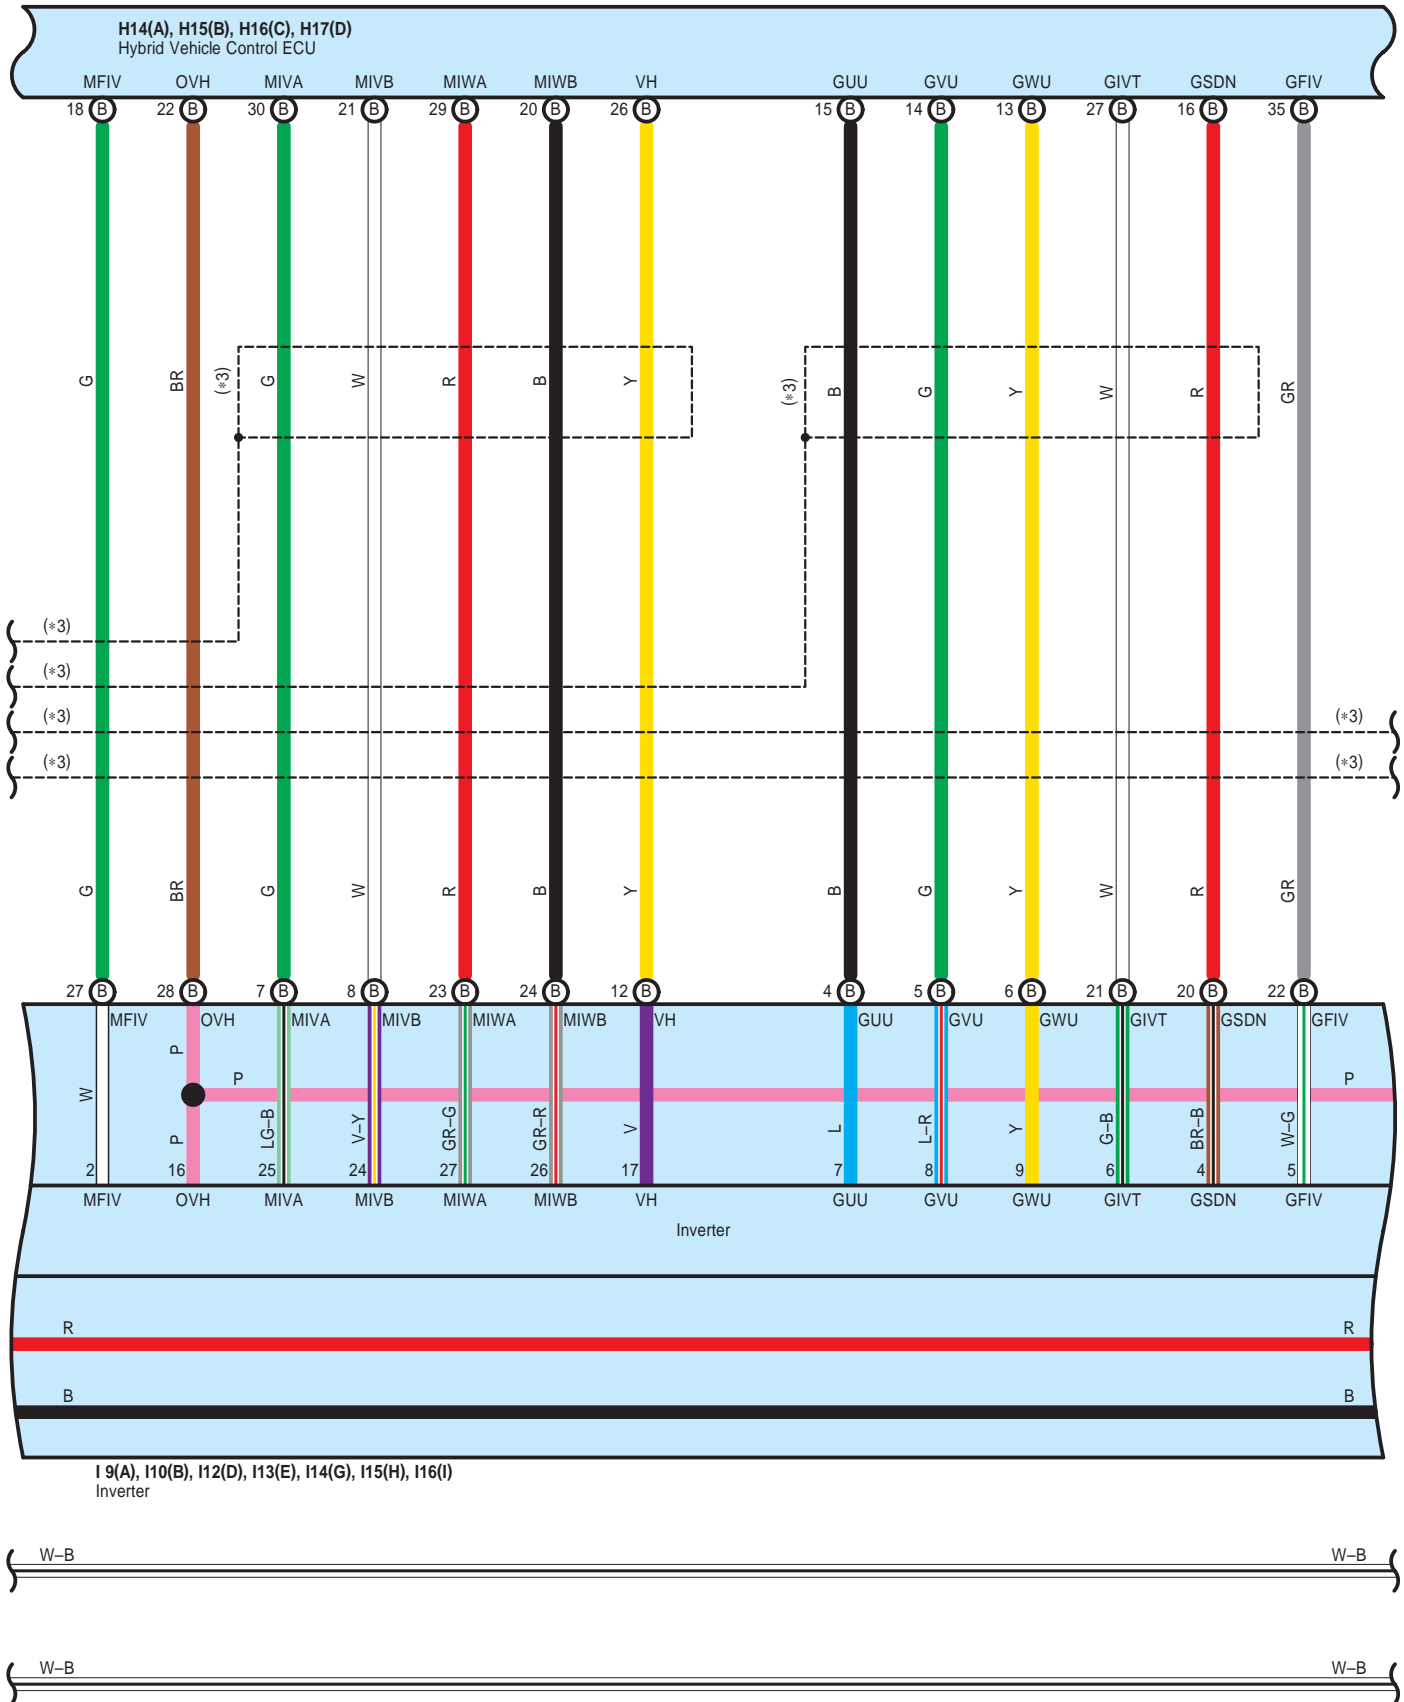 H14(A), H15(B), H16(C), H17(D)
Hybrid Vehicle Control ECU
MFIV OVH MIVA MIVB MIWA MIWB VH GUU GVU GWU GIVT GSDN GFIV
18 B 22 B 30 B 21 B 29 B 20 B 26 B 15 B 14 B 13 B 27 B 16 B 35 B
G BR (*3) G W R B Y (*3) B G Y W R GR
(*3)
(*3)
(*3) (*3)
(*3) (*3)
G BR G W R B Y B G Y W R GR
27 B 28 B 7 B 8 B 23 B 24 B 12 B 4 B 5 B 6 B 21 B 20 B 22 B
MFIV OVH MIVA MIVB MIWA MIWB VH GUU GVU GWU GIVT GSDN GFIV
P
P P
W P LG–B V–Y GR–G GR–R V L L–R Y G–B BR–B W–G
2 16 25 24 27 26 17 7 8 9 6 4 5
MFIV OVH MIVA MIVB MIWA MIWB VH GUU GVU GWU GIVT GSDN GFIV
Inverter
R R
B B
I 9(A), I10(B), I12(D), I13(E), I14(G), I15(H), I16(I)
Inverter
W–B W–B
W–B W–B